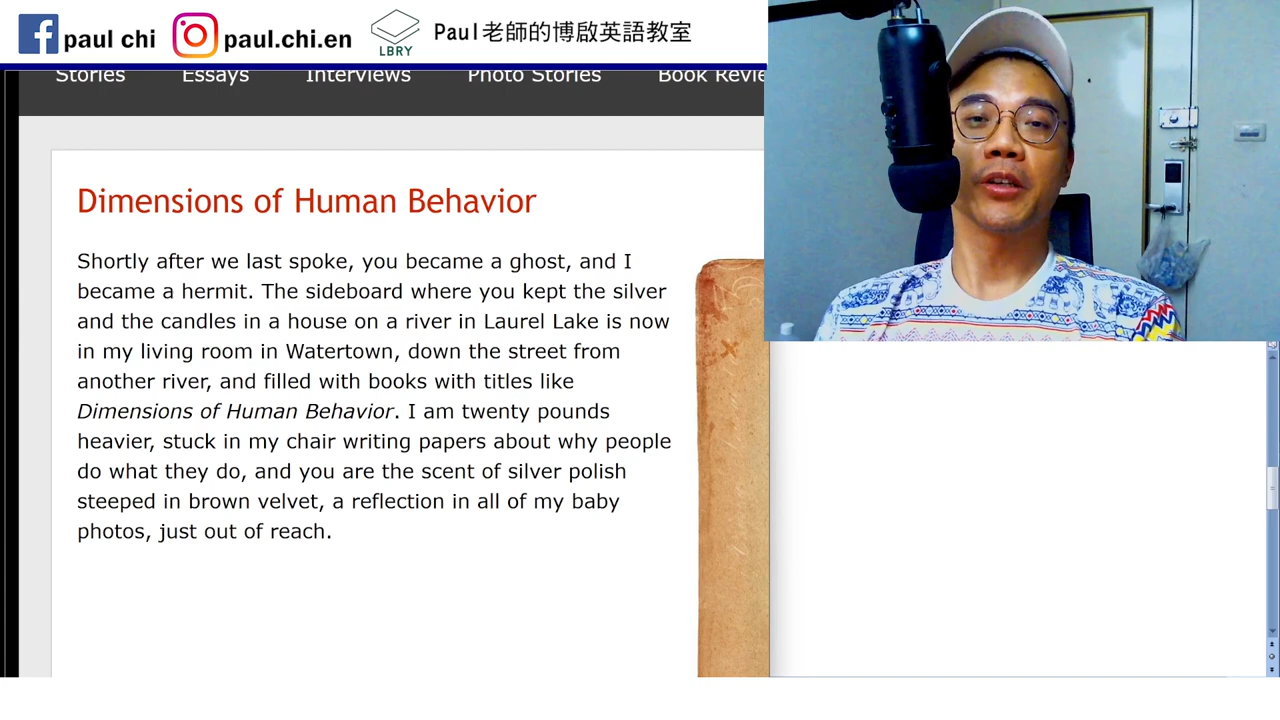 paul chi
paul.chi.en
LBRY
Paul老師的博啟英語教室
Stories Essays Interviews Photo Stories Book Revie
Dimensions of Human Behavior
Shortly after we last spoke, you became a ghost, and I
became a hermit. The sideboard where you kept the silver
and the candles in a house on a river in Laurel Lake is now
in my living room in Watertown, down the street from
another river, and filled with books with titles like
Dimensions of Human Behavior. I am twenty pounds
heavier, stuck in my chair writing papers about why people
do what they do, and you are the scent of silver polish
steeped in brown velvet, a reflection in all of my baby
photos, just out of reach.